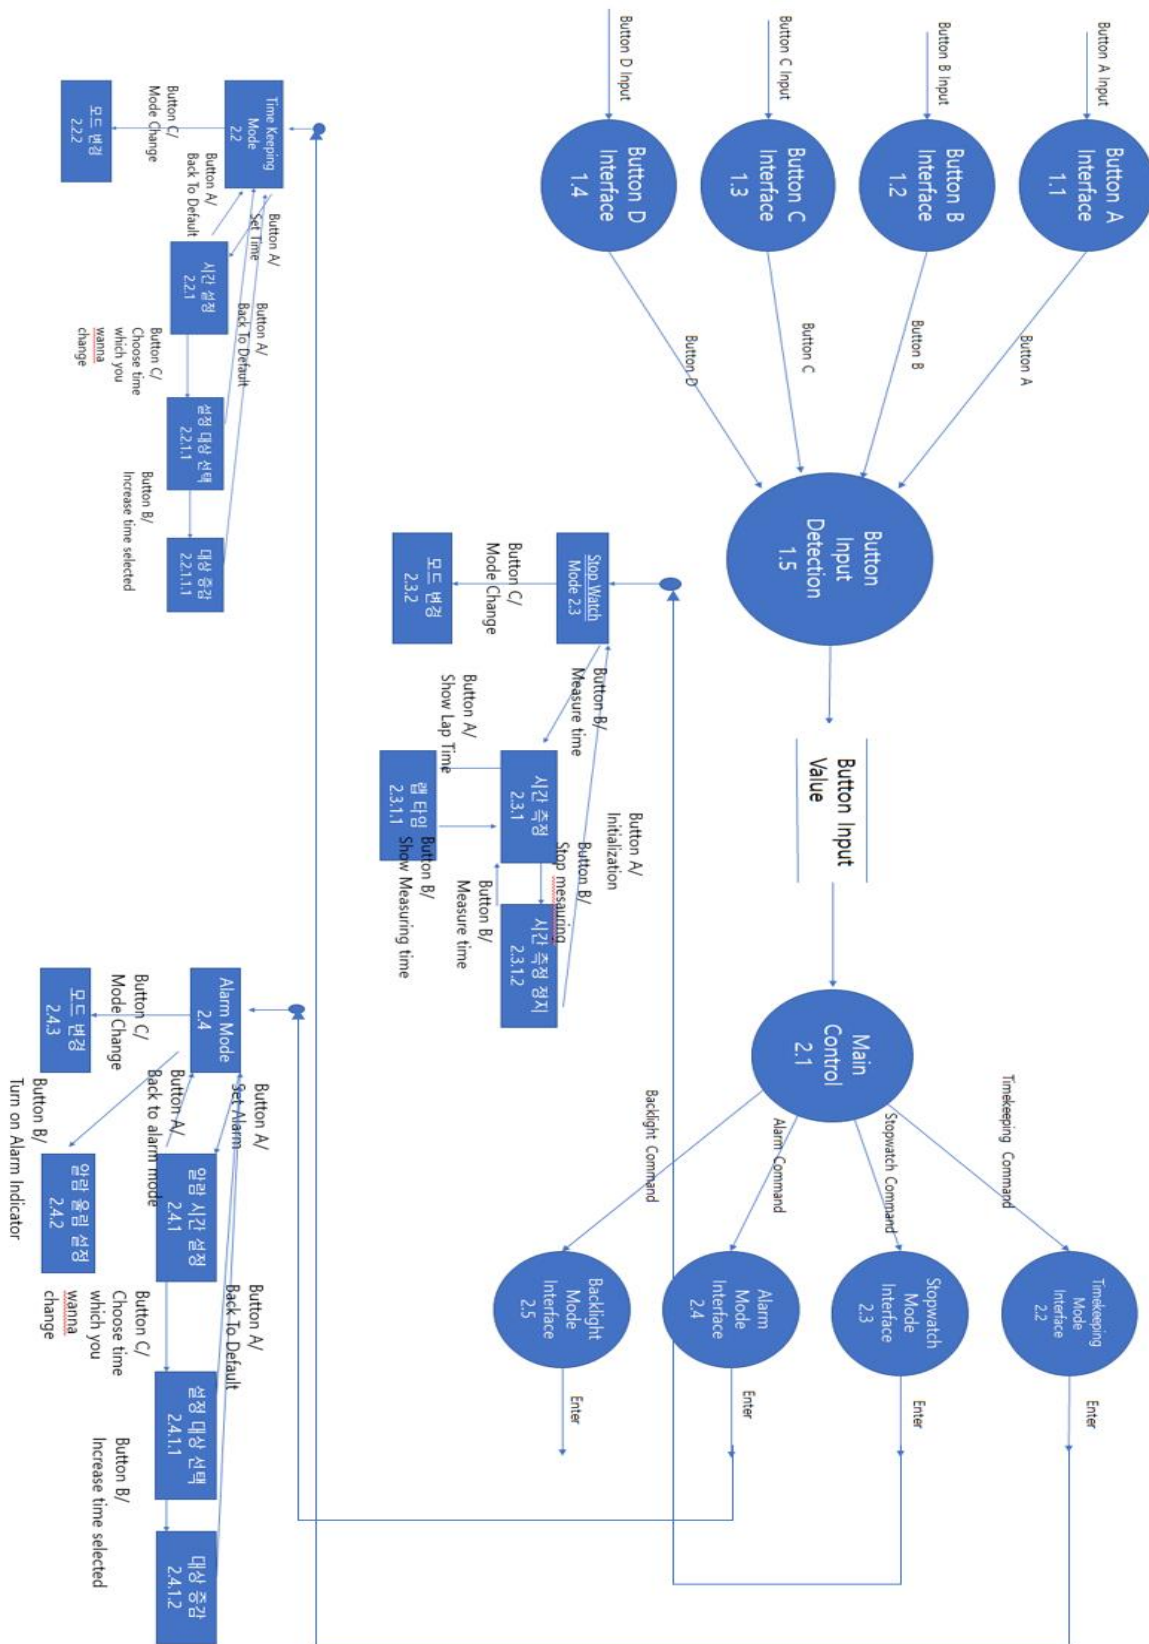 Button A Input
Button B Input
Button C Input
Button D Input
Button A
Interface
1.1
Button B
Interface
1.2
Button C
Interface
1.3
Button D
Interface
1.4
Button A
Button B
Button C
Button D
Button
Input
Detection
1.5
Button Input
Value
Main
Control
2.1
Timekeeping Command
Stopwatch Command
Alarm Command
Backlight Command
Timekeeping
Mode
Interface
2.2
Stopwatch
Mode
Interface
2.3
Alarm
Mode
Interface
2.4
Backlight
Mode
Interface
2.5
Enter
Enter
Enter
Enter
Stop Watch
Mode 2.3
Button C/
Mode Change
모드 변경
2.3.2
Button B/
Measure time
Button A/
Show Lap Time
시간 측정
2.3.1
랩 타임
2.3.1.1
Button A/
Initialization
Button B/
Stop mesauring
Button B/
Show Measuring time
Button B/
Measure time
시간 측정 정지
2.3.1.2
Time Keeping
Mode
2.2
Button C/
Mode Change
모드 변경
2.2.2
Button A/
Set Time
Button A/
Back To Default
시간 설정
2.2.1
Button A/
Back To Default
Button C/
Choose time
which you
wanna
change
설정 대상 선택
2.2.1.1
Button B/
Increase time selected
대상 증감
2.2.1.1.1
Alarm Mode
2.4
Button C/
Mode Change
모드 변경
2.4.3
Button A/
Set Alarm
Button A/
Back to alarm mode
Button B/
Turn on Alarm Indicator
알람 시간 설정
2.4.1
알람 울림 설정
2.4.2
Button A/
Back To Default
Button C/
Choose time
which you
wanna
change
설정 대상 선택
2.4.1.1
Button B/
Increase time selected
대상 증감
2.4.1.2